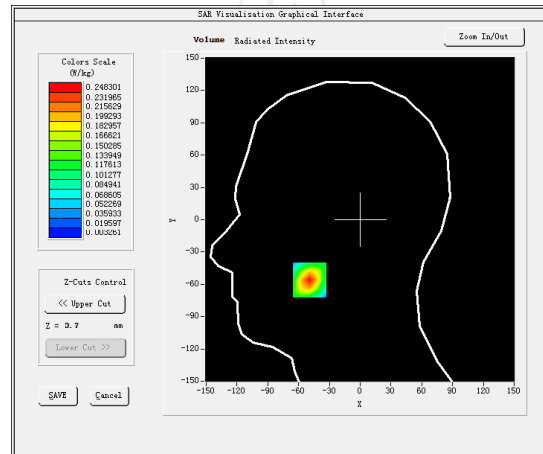 SAR Visualisation Graphical Interface
Volume Radiated Intensity
Zoom In/Out
Colors Scale
(W/kg)
0.248301
0.231965
0.215629
0.199293
0.182957
0.166621
0.150285
0.133949
0.117613
0.101277
0.084941
0.068605
0.052269
0.035933
0.019597
0.003261
Z-Cuts Control
<< Upper Cut
Z = 0.7 mm
Lower Cut >>
SAVE Cancel
150
120
90
60
30
0
-30
-60
-90
-120
-150
Y
-150 -120 -90 -60 -30 0 30 60 90 120 150
X